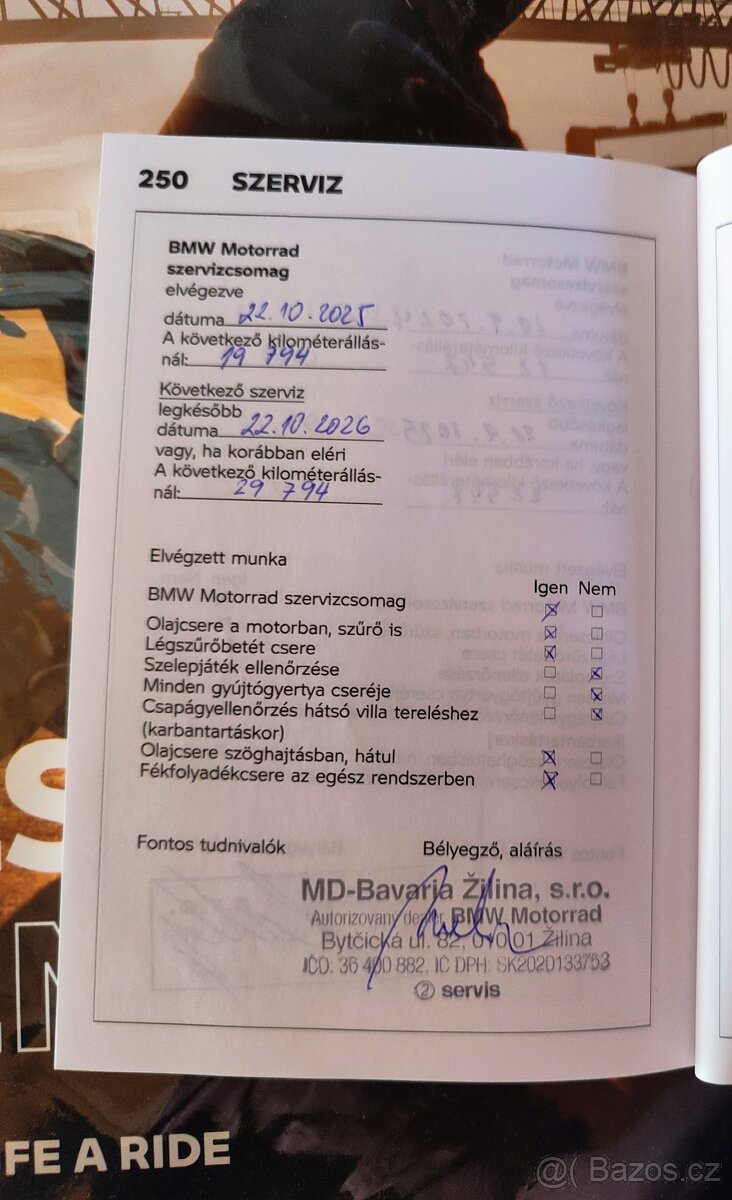 250 SZERVIZ
BMW Motorrad
szervizcsomag
elvégezve
dátuma 22.10.2025
A következő kilométerállás-
nál: 19 794
Következő szerviz
legkésőbb
dátuma 22.10.2026
vagy, ha korábban eléri
A következő kilométerállás-
nál: 29 794
Elvégzett munka
Igen Nem
BMW Motorrad szervizcsomag
Olajcsere a motorban, szűrő is
Légszűrőbetét csere
Szelepjáték ellenőrzése
Minden gyújtógyertya cseréje
Csapágyellenőrzés hátsó villa tereléshez
(karbantartáskor)
Olajcsere szöghajtásban, hátul
Fékfolyadékcsere az egész rendszerben
Fontos tudnivalók
Bélyegző, aláírás
MD-Bavaria Žilina, s.r.o.
Autorizovany dealer BMW Motorrad
Bytčická ul. 82, 010 01 Žilina
IČO: 36 400 882, IČ DPH: SK2020133753
2 servis
FE A RIDE
@( Bazos.cz